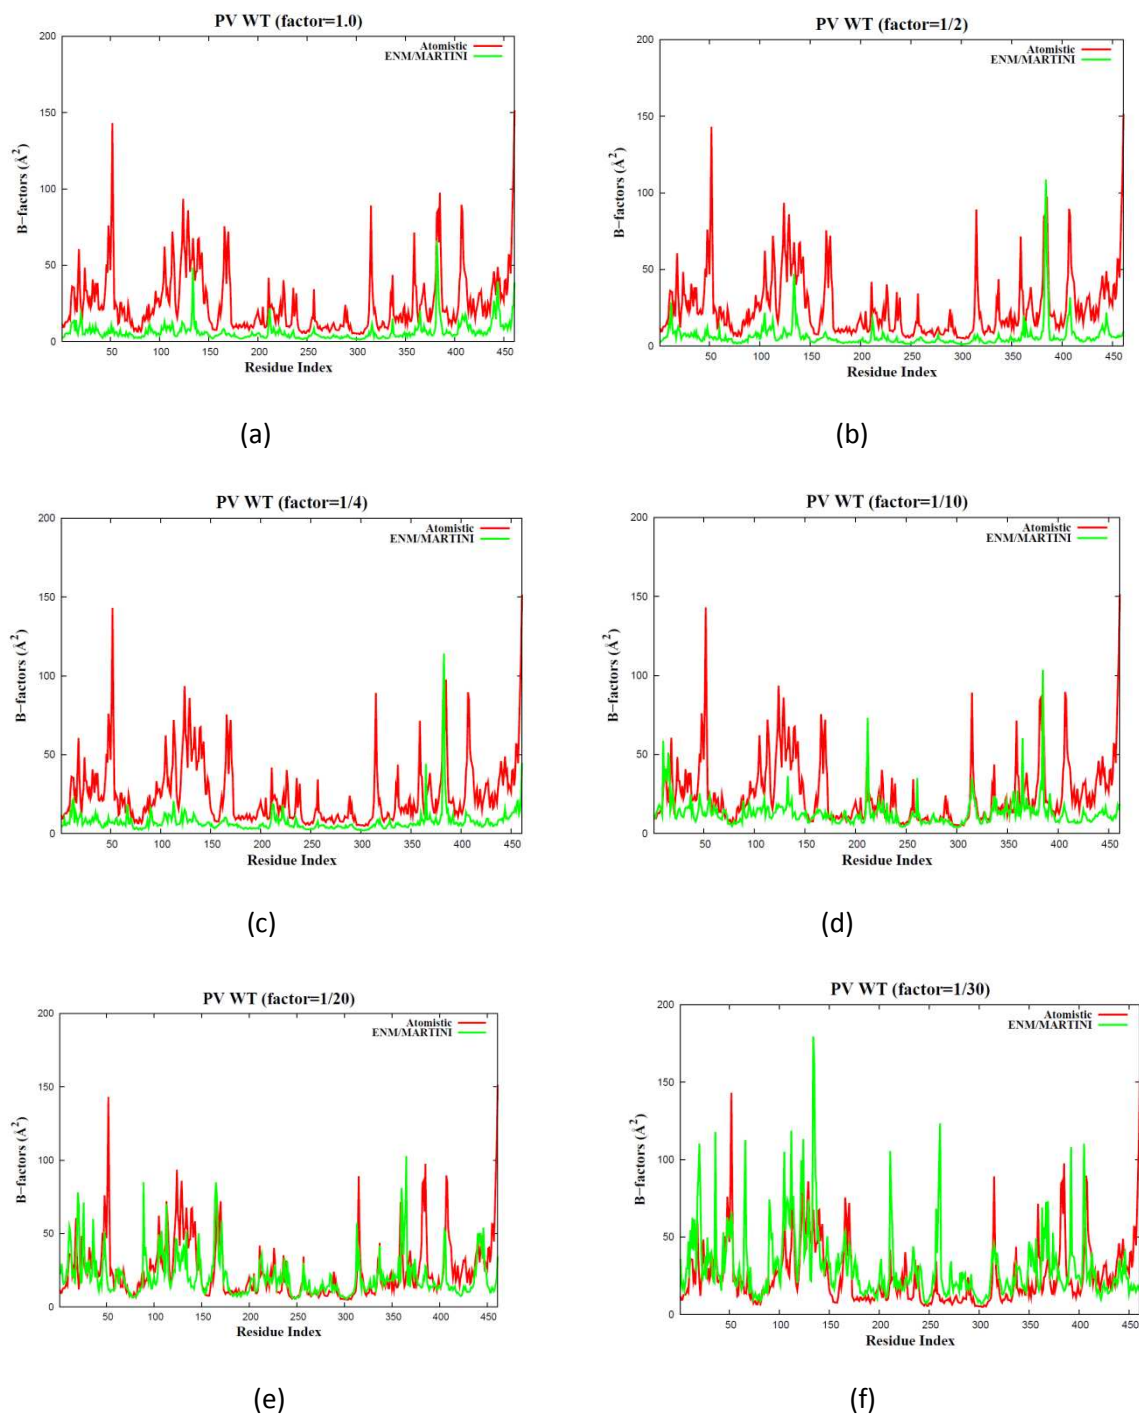 PV WT (factor=1.0)
200
150
100
50
0
B−factors (Å²)
Atomistic
ENM/MARTINI
50 100 150 200 250 300 350 400 450
Residue Index
(a)
PV WT (factor=1/2)
200
150
100
50
0
B−factors (Å²)
Atomistic
ENM/MARTINI
50 100 150 200 250 300 350 400 450
Residue Index
(b)
PV WT (factor=1/4)
200
150
100
50
0
B−factors (Å²)
Atomistic
ENM/MARTINI
50 100 150 200 250 300 350 400 450
Residue Index
(c)
PV WT (factor=1/10)
200
150
100
50
0
B−factors (Å²)
Atomistic
ENM/MARTINI
50 100 150 200 250 300 350 400 450
Residue Index
(d)
PV WT (factor=1/20)
200
150
100
50
0
B−factors (Å²)
Atomistic
ENM/MARTINI
50 100 150 200 250 300 350 400 450
Residue Index
(e)
PV WT (factor=1/30)
200
150
100
50
0
B−factors (Å²)
Atomistic
ENM/MARTINI
50 100 150 200 250 300 350 400 450
Residue Index
(f)